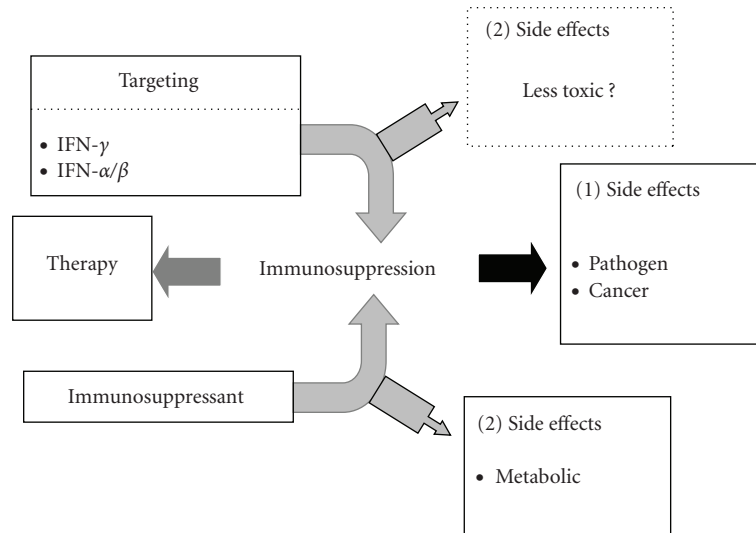 (2) Side effects
Less toxic ?
Targeting
• IFN-γ
• IFN-α/β
(1) Side effects
• Pathogen
• Cancer
Therapy
Immunosuppression
Immunosuppressant
(2) Side effects
• Metabolic